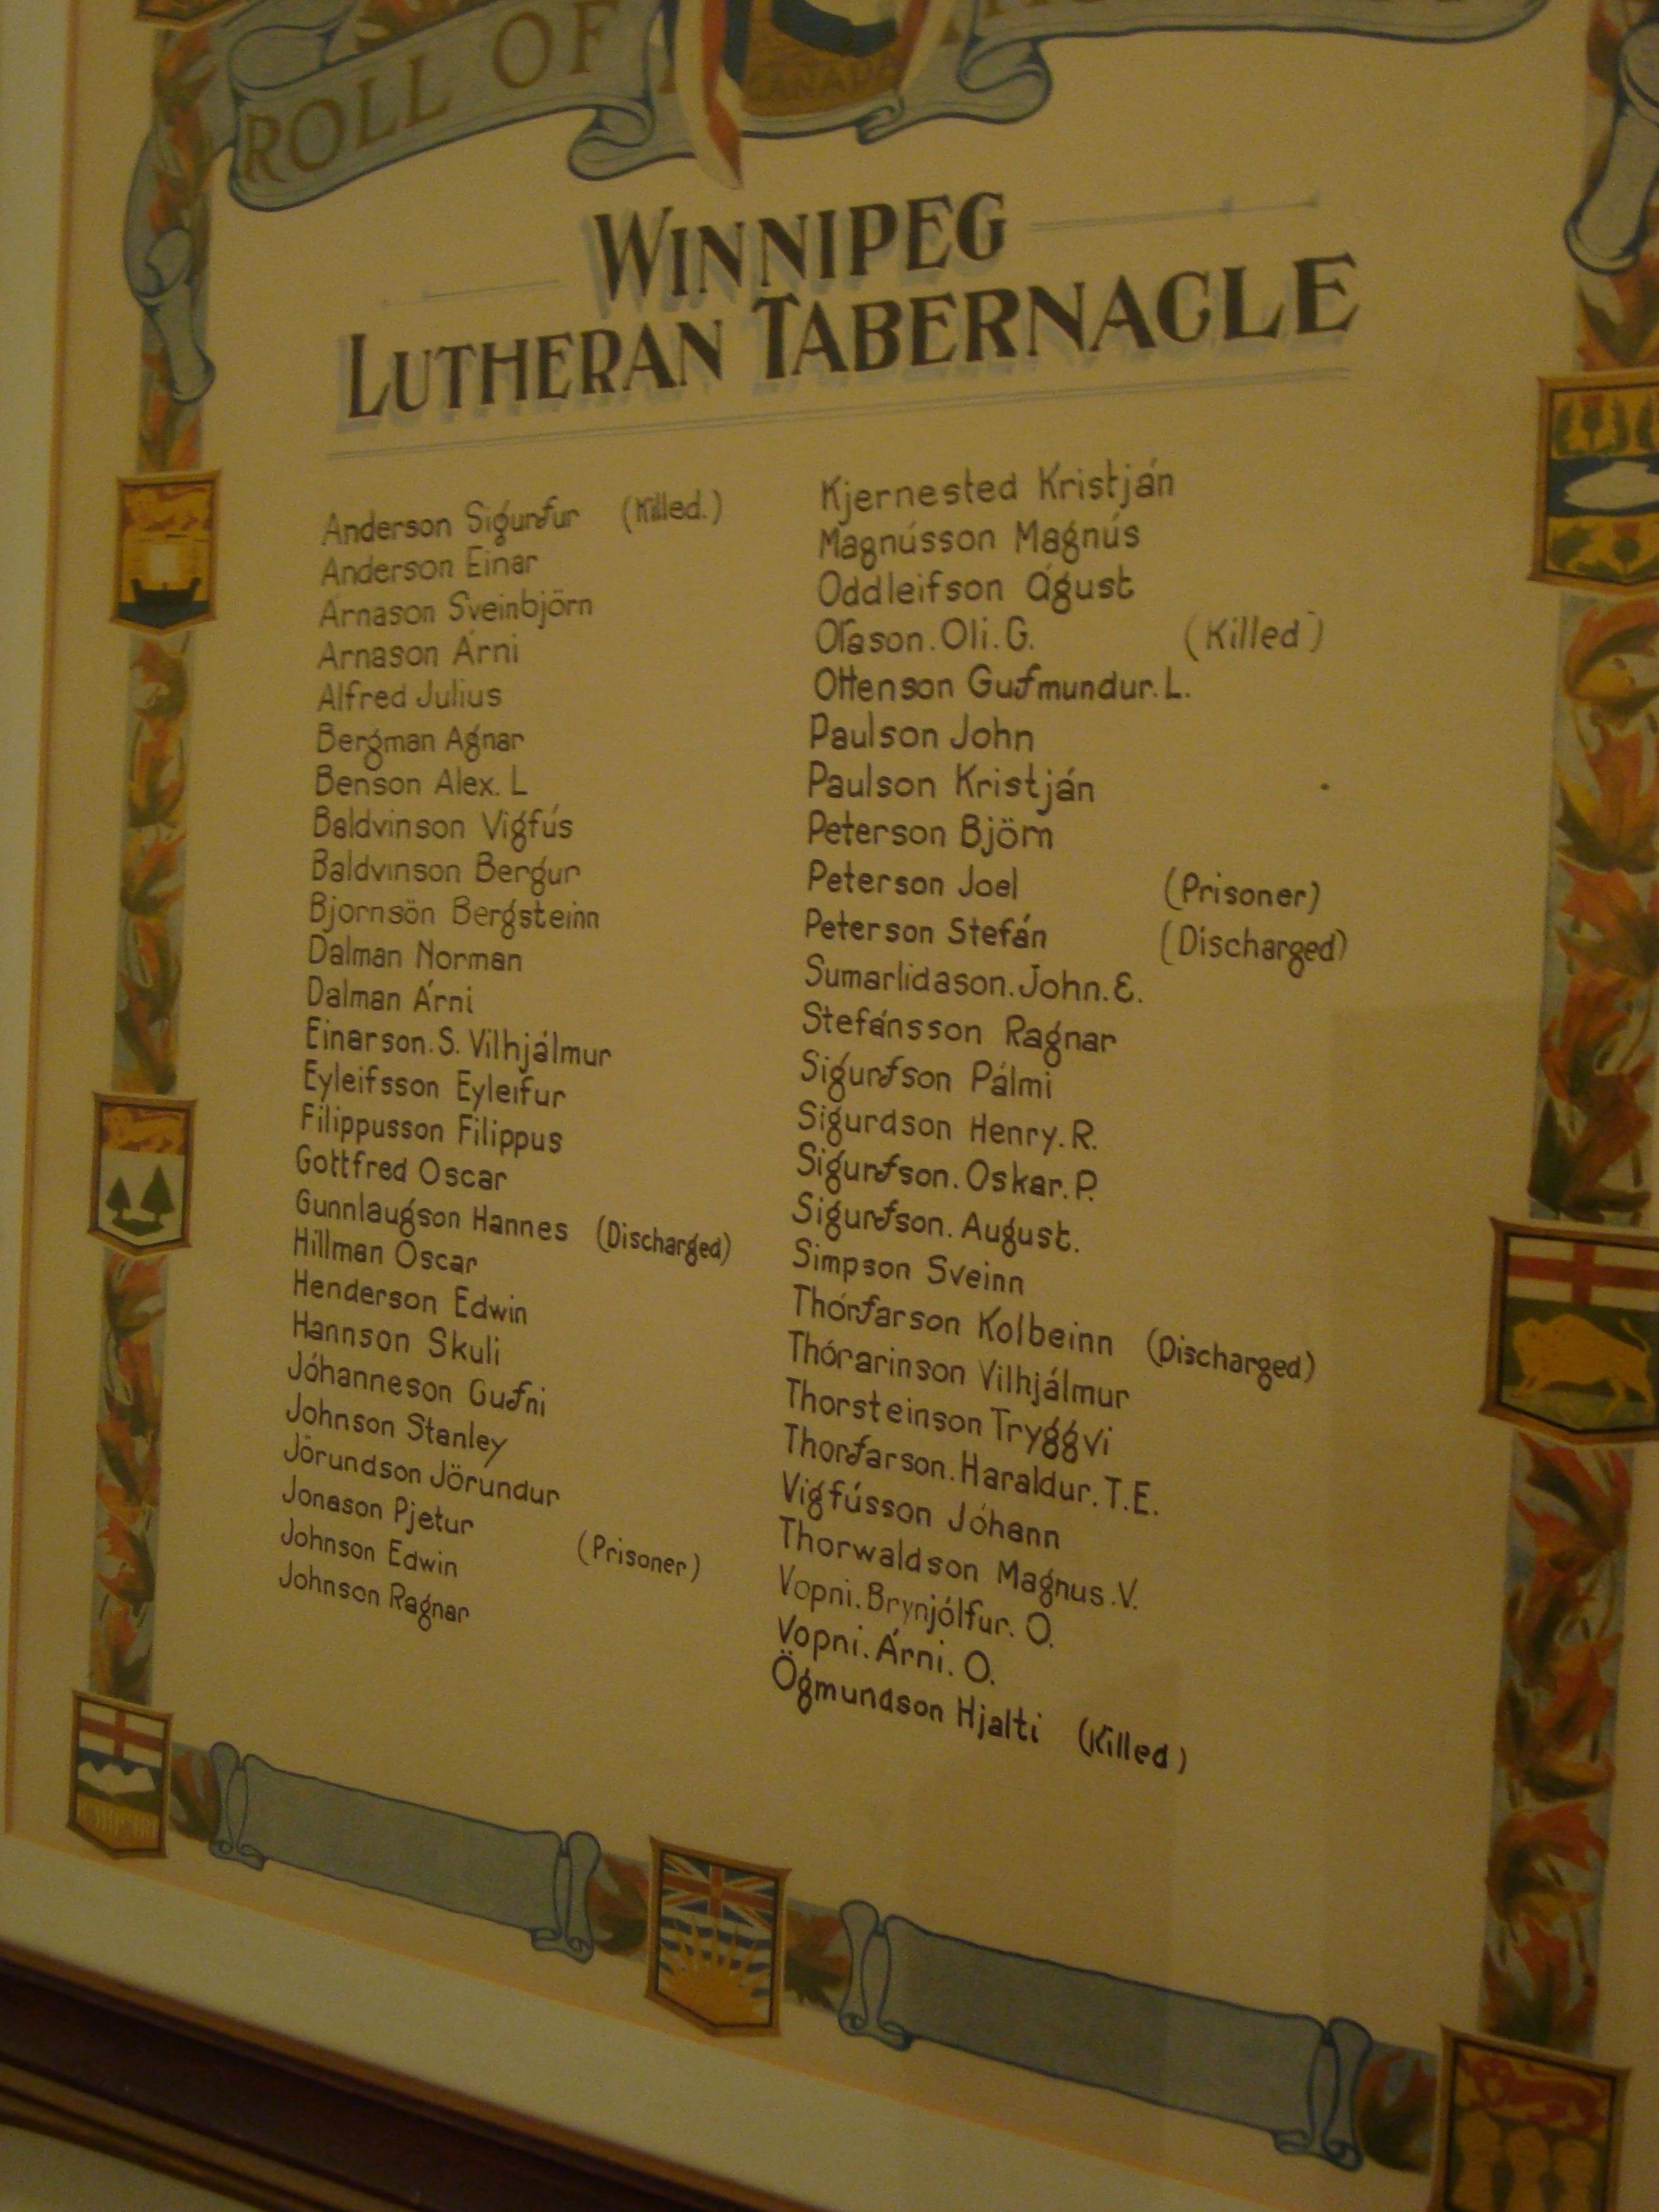 ROLL OF
CANADA
WINNIPEG
LUTHERAN TABERNACLE
Anderson Sigurður (Killed.)
Anderson Einar
Árnason Sveinbjörn
Arnason Árni
Alfred Julius
Bergman Agnar
Benson Alex. L
Baldvinson Vigfús
Baldvinson Bergur
Bjornsön Bergsteinn
Dalman Norman
Dalman Árni
Einarson. S. Vilhjálmur
Eyleifsson Eyleifur
Filippusson Filippus
Gottfred Oscar
Gunnlaugson Hannes (Discharged)
Hillman Oscar
Henderson Edwin
Hannson Skuli
Jóhanneson Guðni
Johnson Stanley
Jörundson Jörundur
Jonason Pjetur
Johnson Edwin (Prisoner)
Johnson Ragnar
Kjernested Kristján
Magnússon Magnús
Oddleifson Águst
Olason. Oli. G. (Killed)
Ottenson Guðmundur. L.
Paulson John
Paulson Kristján
Peterson Björn
Peterson Joel (Prisoner)
Peterson Stefán (Discharged)
Sumarlidason. John. E.
Stefánsson Ragnar
Sigurðson Pálmi
Sigurdson Henry. R.
Sigurðson. Oskar. P.
Sigurðson. August.
Simpson Sveinn
Thórðarson Kolbeinn (Discharged)
Thórarinson Vilhjálmur
Thorsteinson Tryggvi
Thorðarson. Haraldur. T. E.
Vigfússon Jóhann
Thorwaldson Magnus. V.
Vopni. Brynjólfur. O.
Vopni. Árni. O.
Ögmundson Hjalti (Killed)